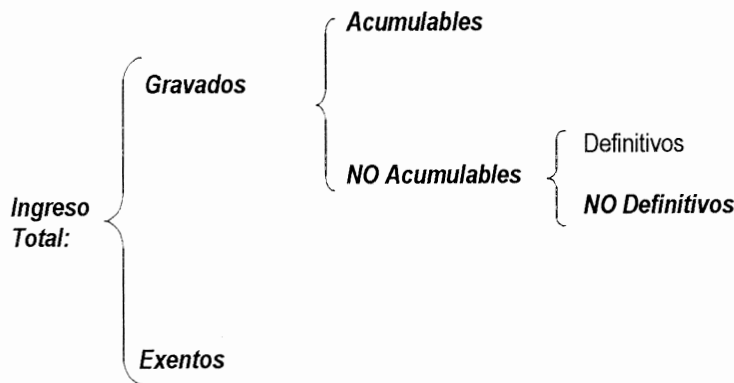 Ingreso
Total:
Gravados
Acumulables
NO Acumulables
Definitivos
NO Definitivos
Exentos